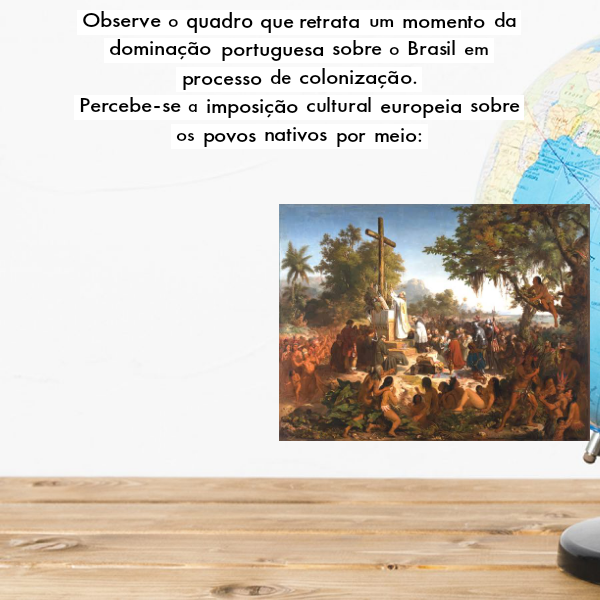 Observe o quadro que retrata um momento da
dominação portuguesa sobre o Brasil em
processo de colonização.
Percebe-se a imposição cultural europeia sobre
os povos nativos por meio: